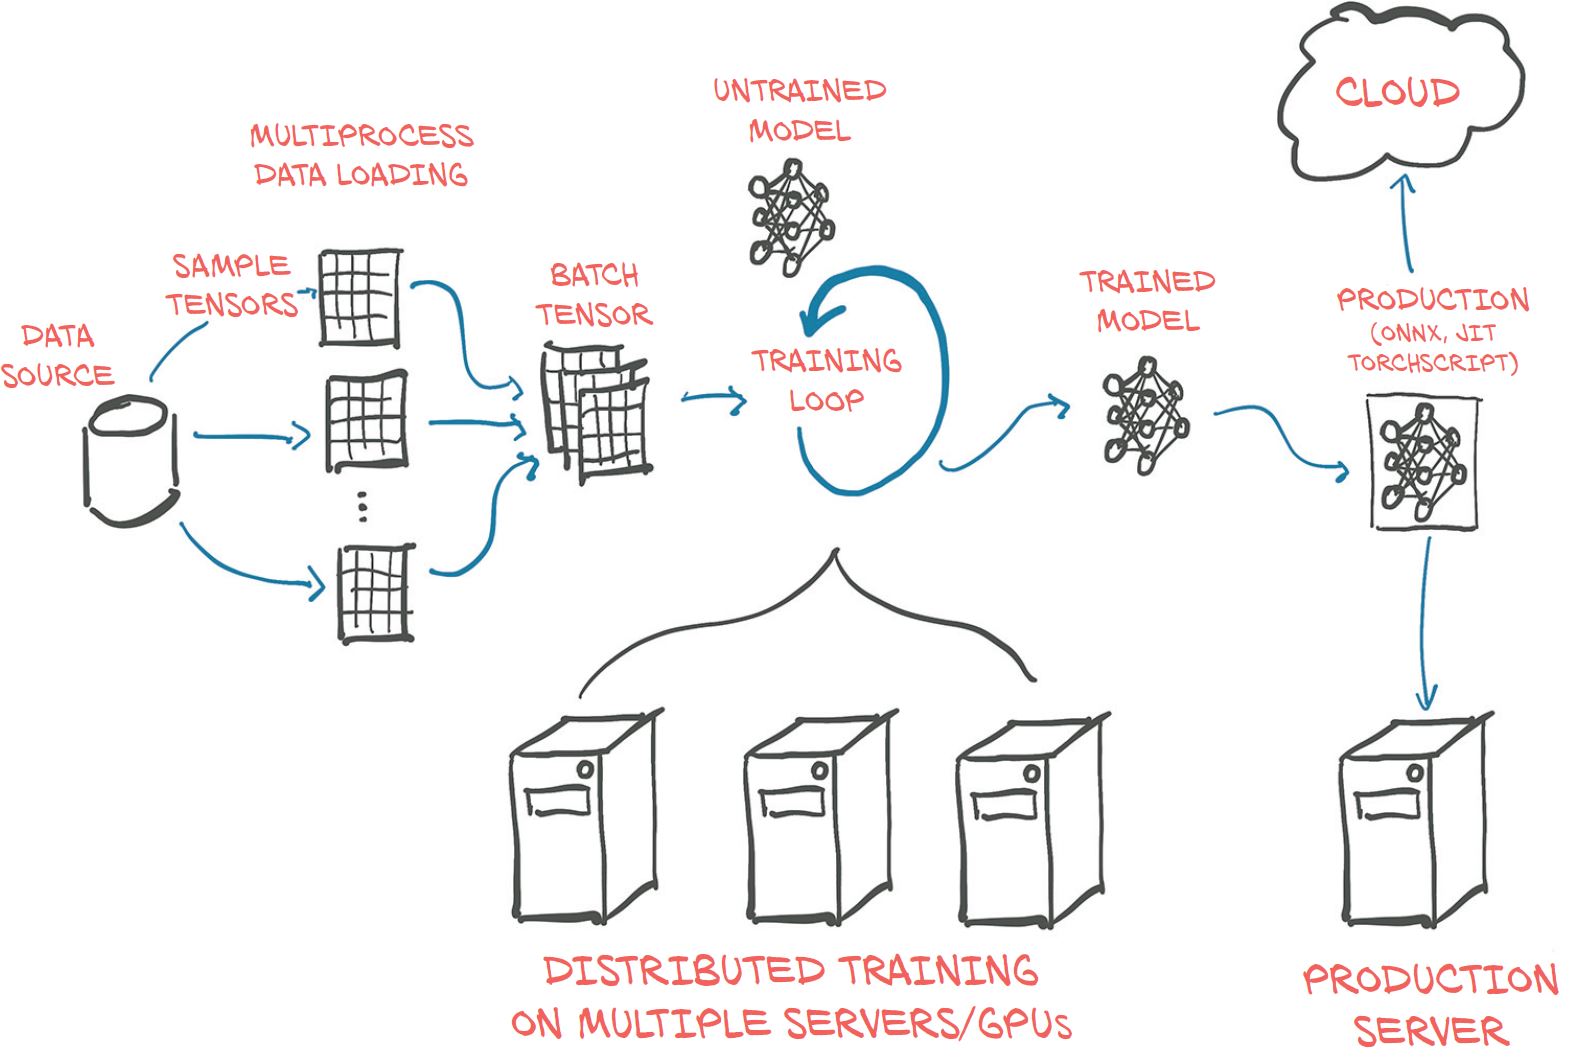 UNTRAINED
MODEL
CLOUD
MULTIPROCESS
DATA LOADING
SAMPLE
TENSORS
BATCH
TENSOR
TRAINED
MODEL
PRODUCTION
(ONNX, JIT
TORCHSCRIPT)
DATA
SOURCE
TRAINING
LOOP
DISTRIBUTED TRAINING
ON MULTIPLE SERVERS/GPUs
PRODUCTION
SERVER